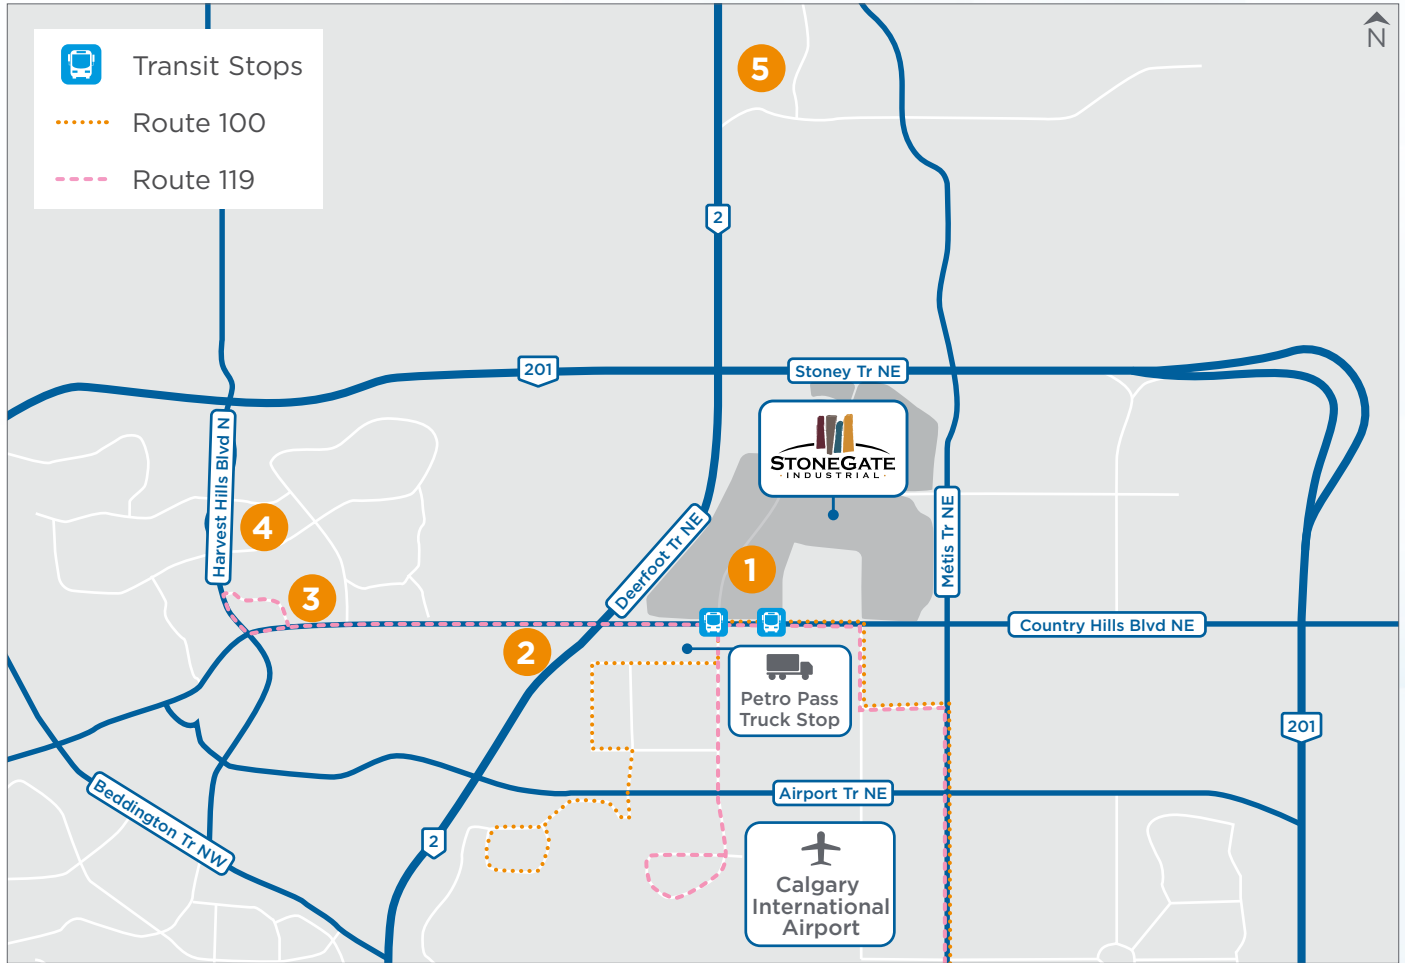 N
Transit Stops
Route 100
Route 119
5
2
201
Stoney Tr NE
STONEGATE
· INDUSTRIAL ·
Harvest Hills Blvd N
4
Deerfoot Tr NE
Métis Tr NE
1
3
Country Hills Blvd NE
2
Petro Pass
Truck Stop
201
Airport Tr NE
Beddington Tr NW
2
Calgary
International
Airport